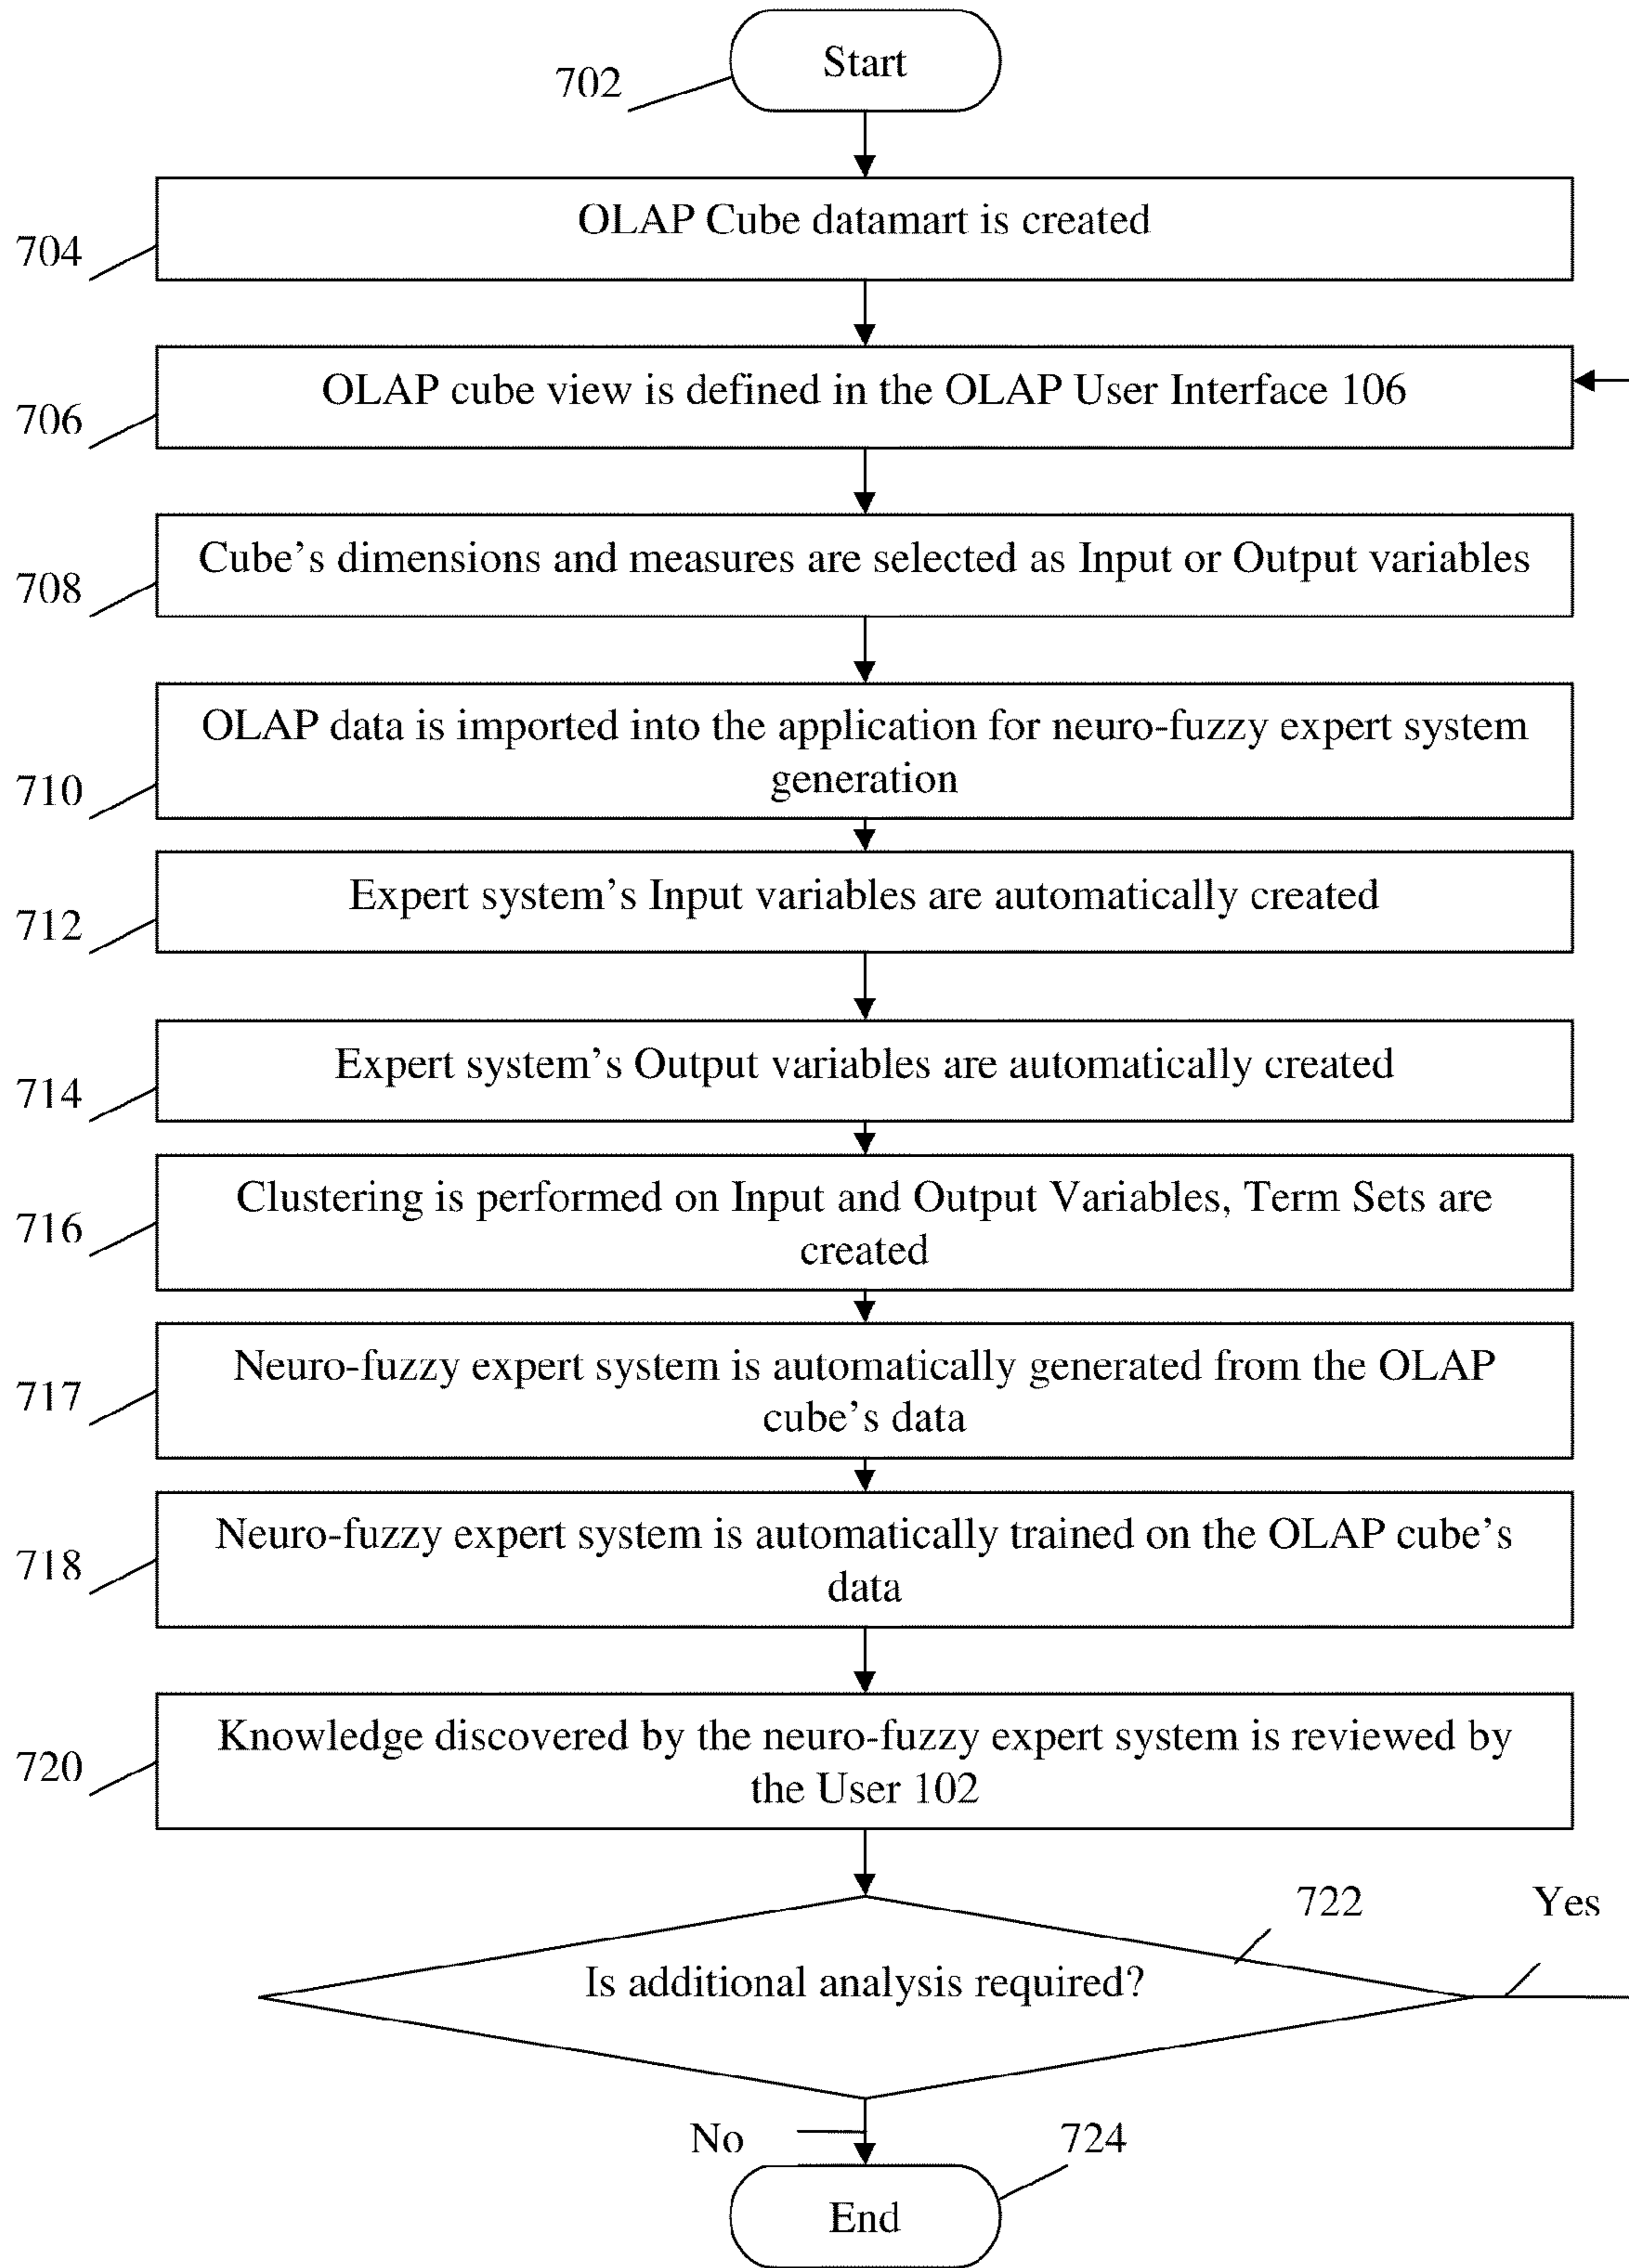 Start
702
OLAP Cube datamart is created
704
OLAP cube view is defined in the OLAP User Interface 106
706
Cube's dimensions and measures are selected as Input or Output variables
708
OLAP data is imported into the application for neuro-fuzzy expert system
generation
710
Expert system's Input variables are automatically created
712
Expert system's Output variables are automatically created
714
Clustering is performed on Input and Output Variables, Term Sets are
created
716
Neuro-fuzzy expert system is automatically generated from the OLAP
cube's data
717
Neuro-fuzzy expert system is automatically trained on the OLAP cube's
data
718
Knowledge discovered by the neuro-fuzzy expert system is reviewed by
the User 102
720
722
Yes
Is additional analysis required?
No
724
End